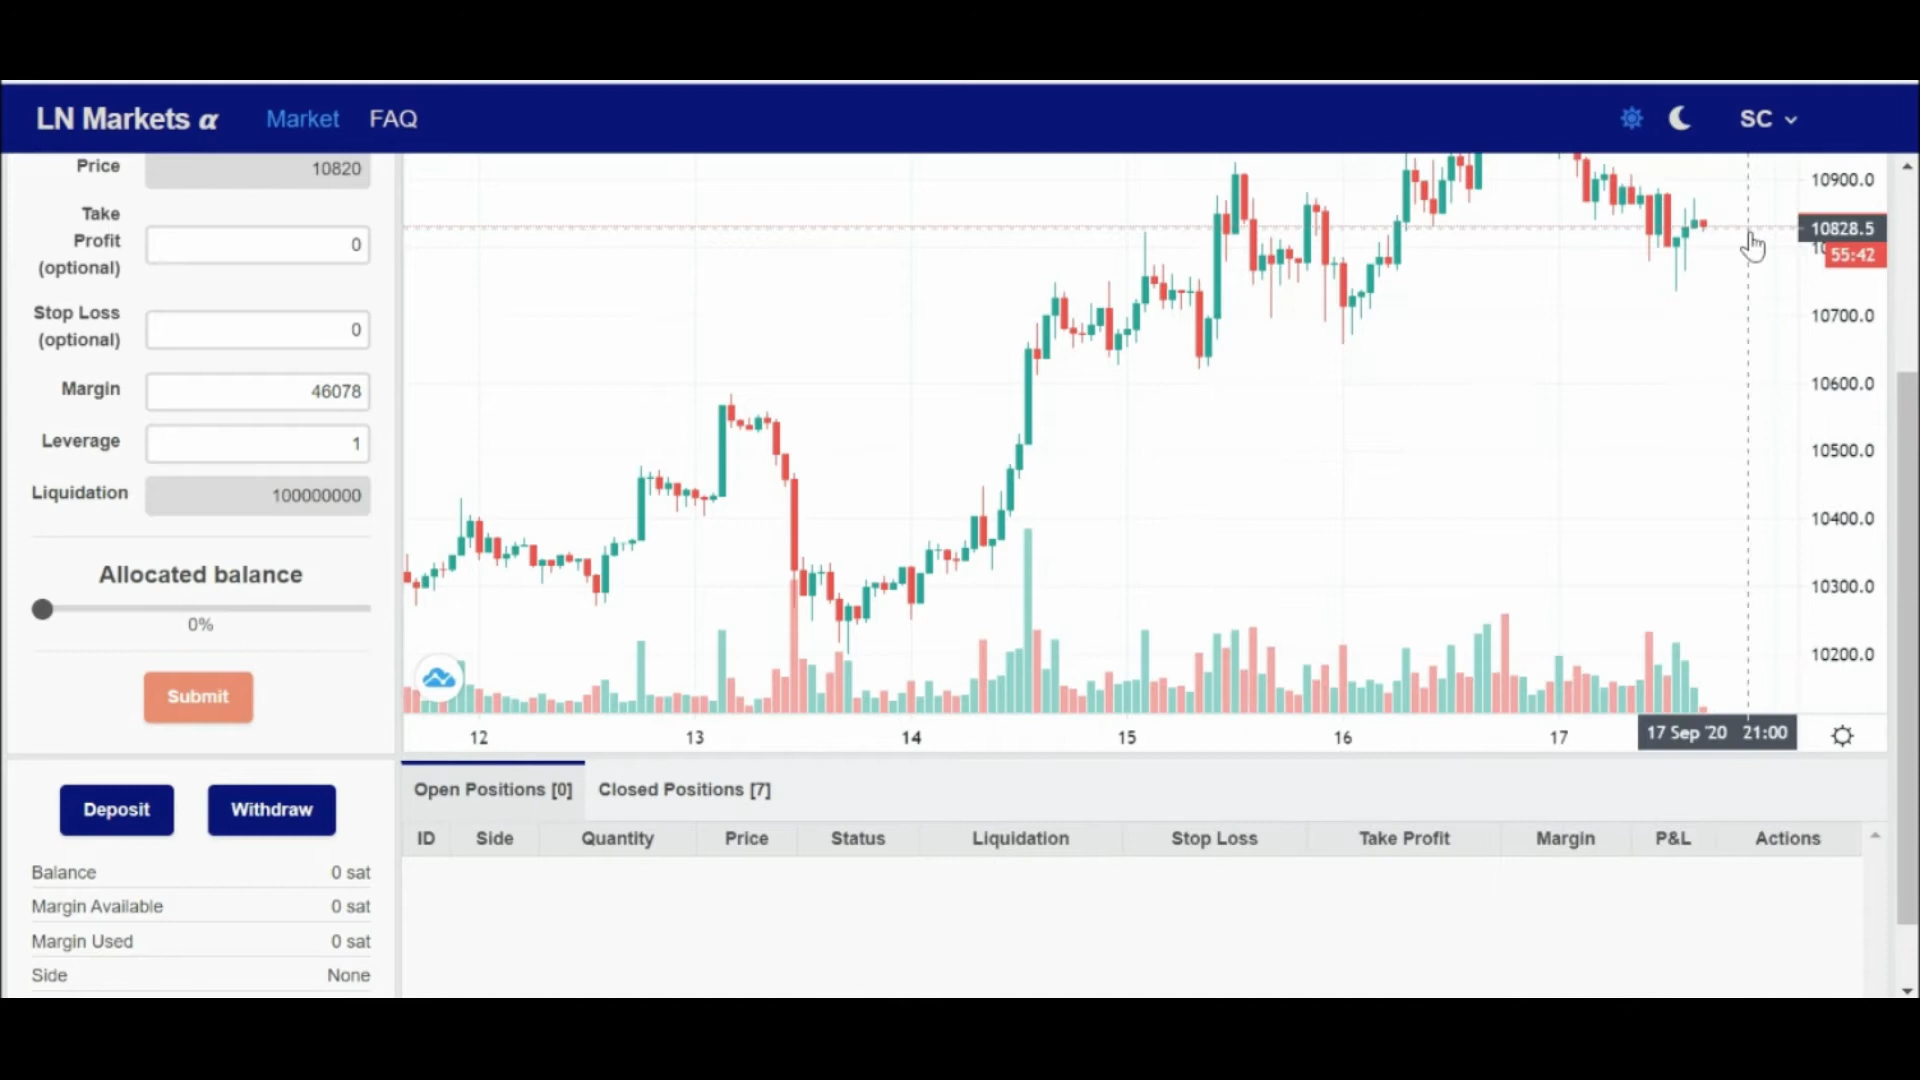 LN Markets α Market FAQ SC
Price 10820
Take
Profit 0
(optional)
Stop Loss 0
(optional)
Margin 46078
Leverage 1
Liquidation 100000000
Allocated balance
0%
Submit
10900.0
10828.5
55:42
10700.0
10600.0
10500.0
10400.0
10300.0
10200.0
12 13 14 15 16 17 17 Sep '20 21:00
Deposit Withdraw
Balance 0 sat
Margin Available 0 sat
Margin Used 0 sat
Side None
Open Positions [0] Closed Positions [7]
ID Side Quantity Price Status Liquidation Stop Loss Take Profit Margin P&L Actions